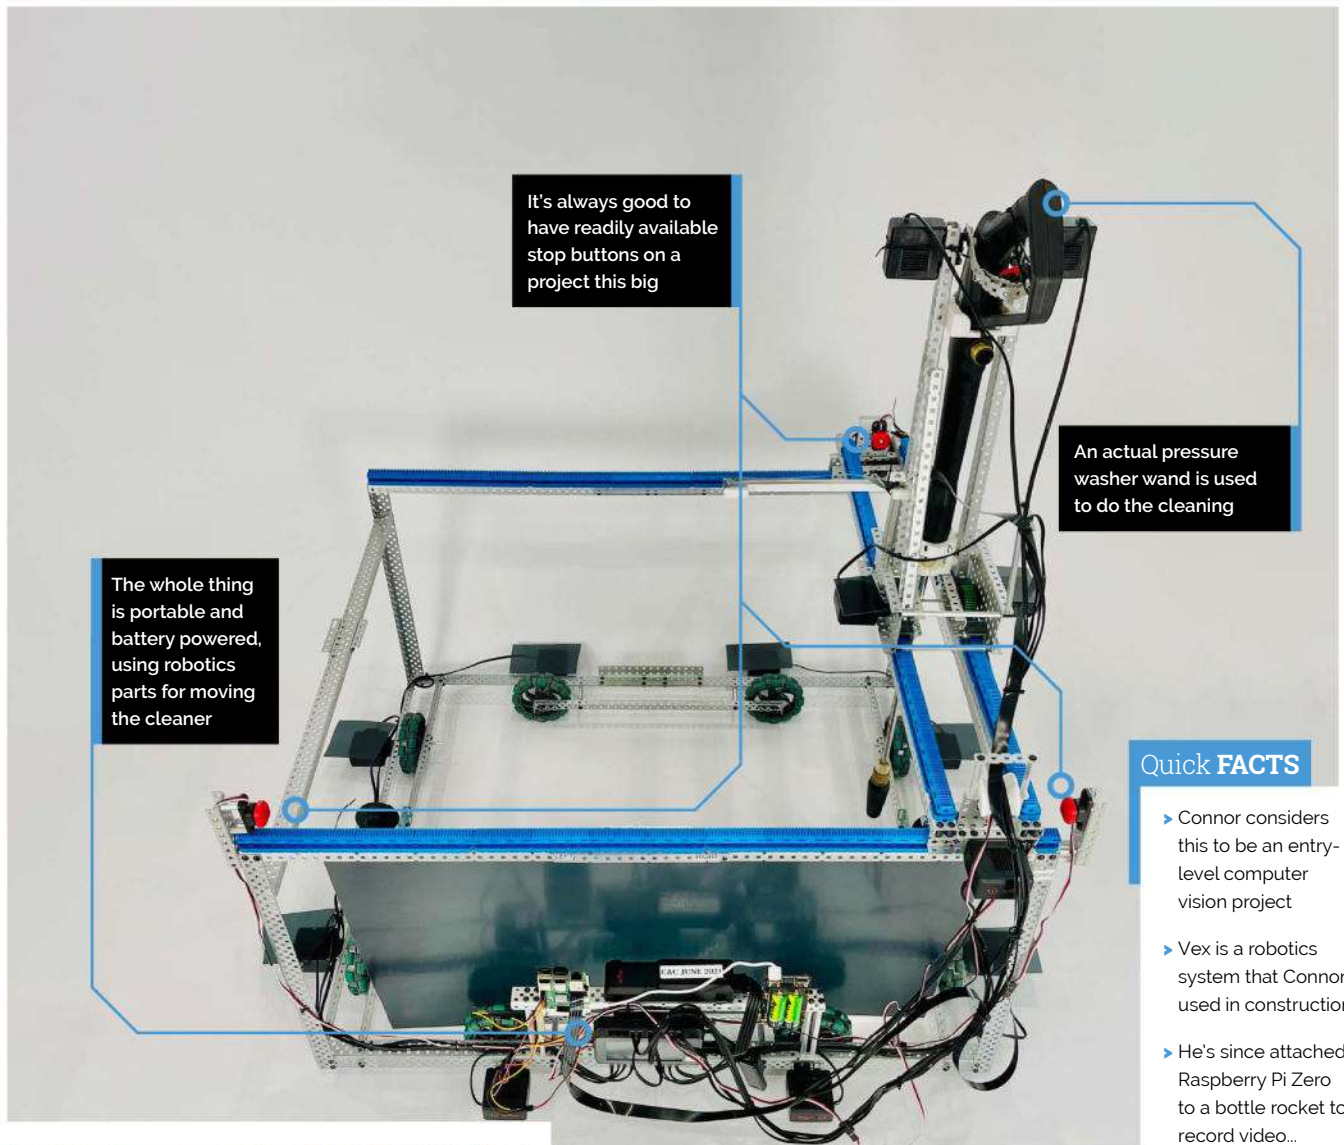 It's always good to
have readily available
stop buttons on a
project this big
An actual pressure
washer wand is used
to do the cleaning
The whole thing
is portable and
battery powered,
using robotics
parts for moving
the cleaner
C&C JUNE 202
Quick FACTS
> Connor considers
this to be an entry-
level computer
vision project
> Vex is a robotics
system that Connor
used in construction
> He's since attached
Raspberry Pi Zero
to a bottle rocket to
record video...